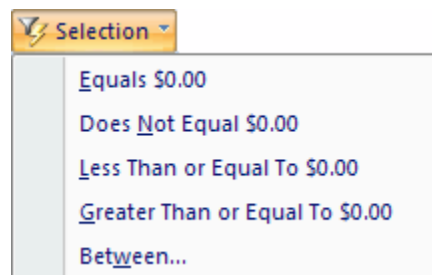 Selection
Equals $0.00
Does Not Equal $0.00
Less Than or Equal To $0.00
Greater Than or Equal To $0.00
Between...